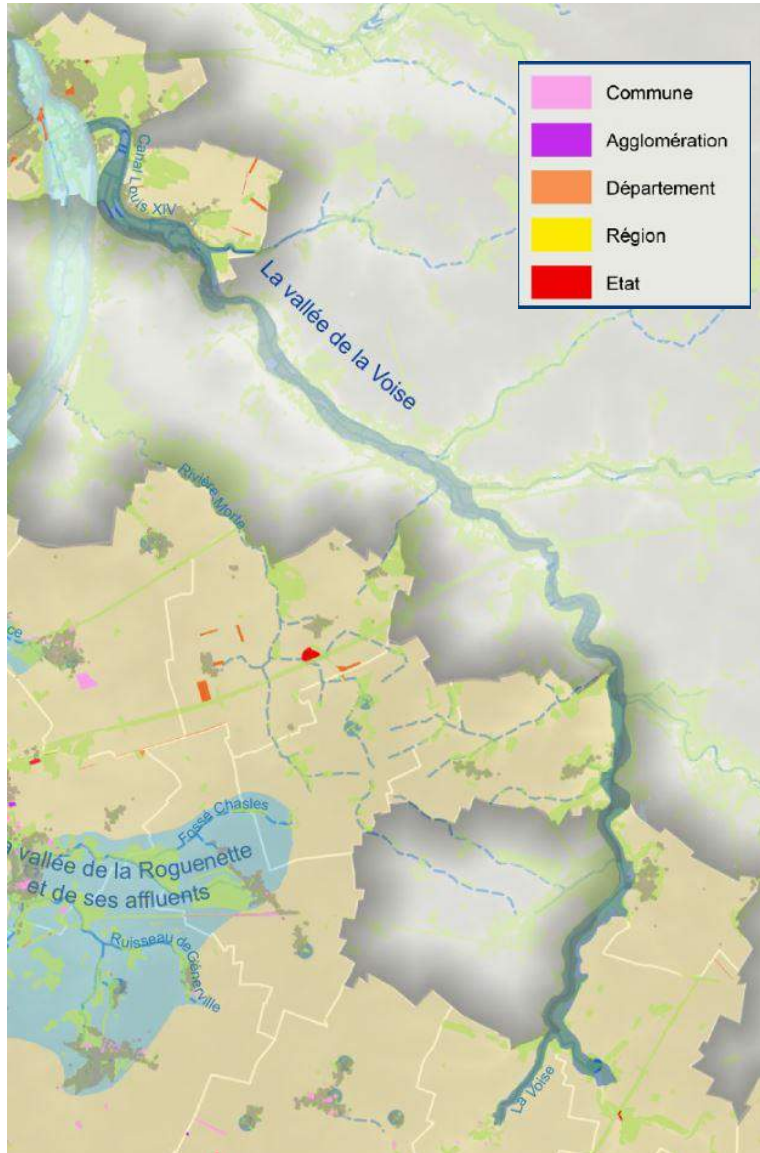 Commune
Agglomération
Département
Région
Etat
Canal Louis XIV
La vallée de la Voise
Rivière Morte
ce
Fossé Chasles
a vallée de la Roguenette
et de ses affluents
Ruisseau de Génerville
La Voise